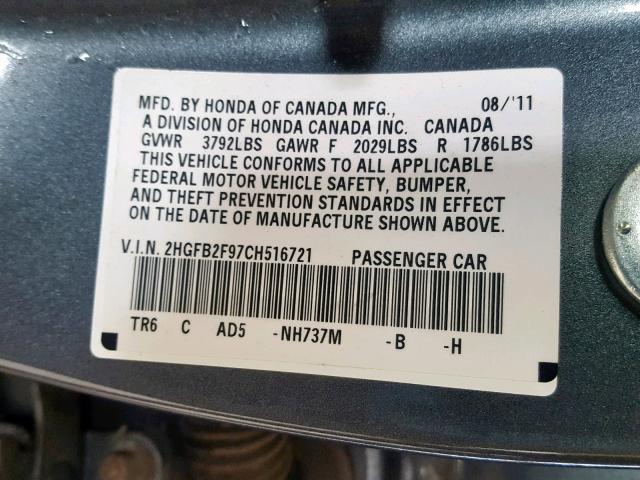 MFD. BY HONDA OF CANADA MFG., 08/'11
A DIVISION OF HONDA CANADA INC. CANADA
GVWR 3792LBS GAWR F 2029LBS R 1786LBS
THIS VEHICLE CONFORMS TO ALL APPLICABLE
FEDERAL MOTOR VEHICLE SAFETY, BUMPER,
AND THEFT PREVENTION STANDARDS IN EFFECT
ON THE DATE OF MANUFACTURE SHOWN ABOVE.
V.I.N. 2HGFB2F97CH516721 PASSENGER CAR
TR6 C AD5 -NH737M -B -H